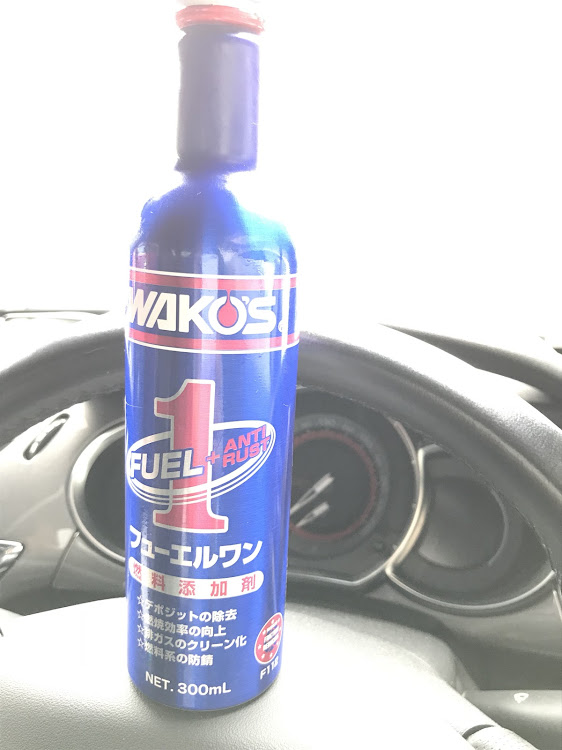 WAKO'S
1
FUEL + ANTI RUST
フューエルワン
燃料添加剤
☆デポジットの除去
☆燃焼効率の向上
☆排ガスのクリーン化
☆燃料系の防錆
NET. 300mL